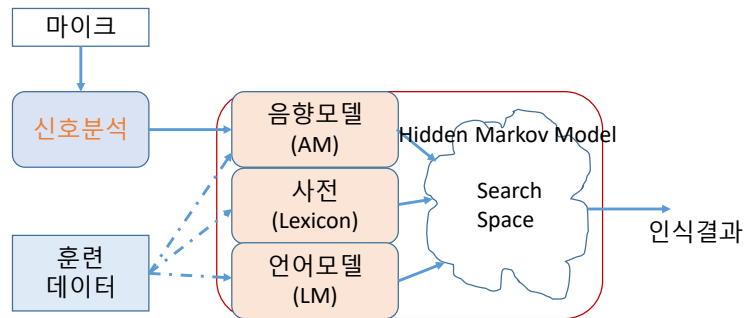 마이크
신호분석
음향모델
(AM)
Hidden Markov Model
사전
(Lexicon)
Search
Space
인식결과
훈련
데이터
언어모델
(LM)